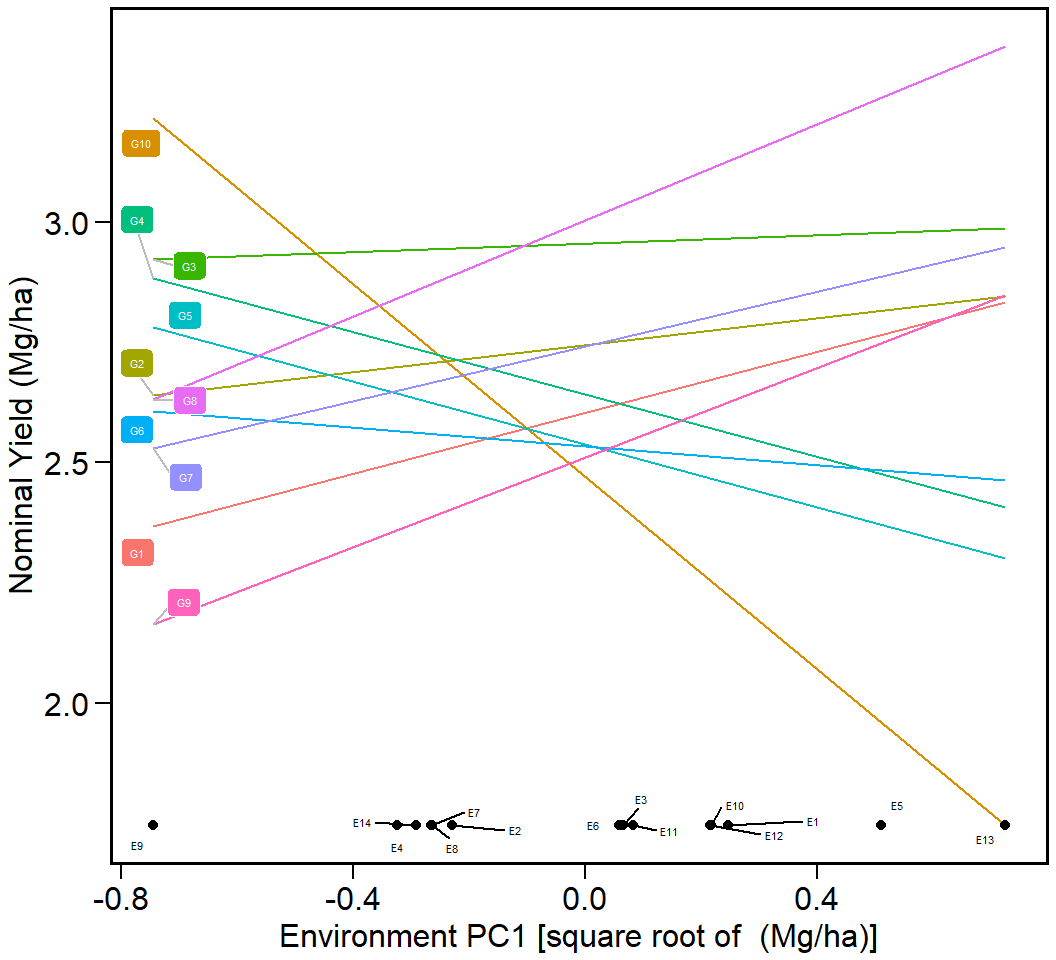 G10
G4
3.0
G3
G5
G2
G8
G6
2.5
G7
G1
G9
2.0
Nominal Yield (Mg/ha)
E3
E10
E5
E7
E14
E1
E6
E2
E11
E12
E9
E4
E8
E13
-0.8
-0.4
0.0
0.4
Environment PC1 [square root of  (Mg/ha)]